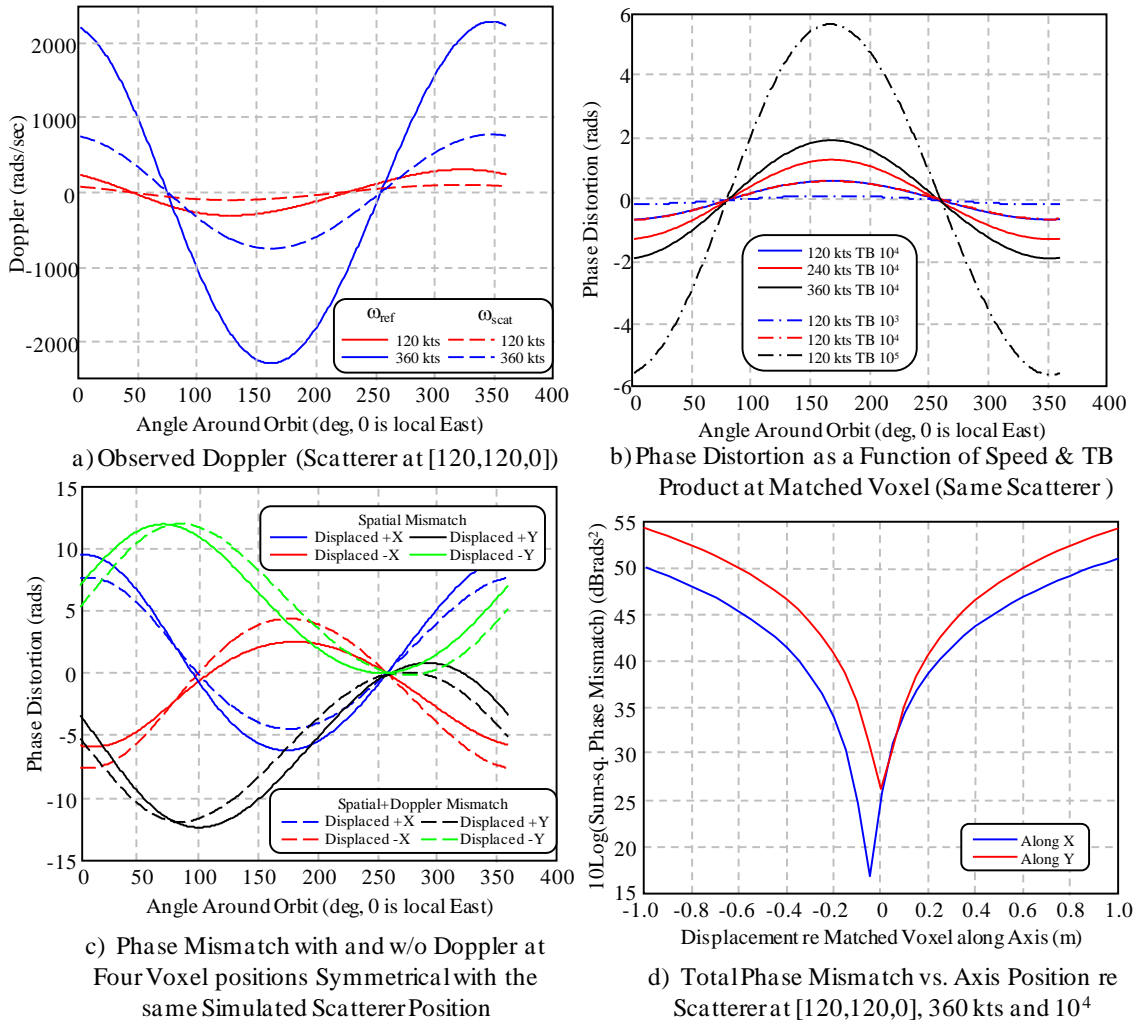 2000
1000
0
-1000
-2000
Doppler (rads/sec)
ωref ωscat
120 kts 120 kts
360 kts 360 kts
0 50 100 150 200 250 300 350 400
Angle Around Orbit (deg, 0 is local East)
a) Observed Doppler (Scatterer at [120,120,0])
6
4
2
0
-2
-4
-6
Phase Distortion (rads)
120 kts TB 10⁴
240 kts TB 10⁴
360 kts TB 10⁴
120 kts TB 10³
120 kts TB 10⁴
120 kts TB 10⁵
0 100 200 300 400
Angle Around Orbit (deg, 0 is local East)
b) Phase Distortion as a Function of Speed & TB
Product at Matched Voxel (Same Scatterer )
15
10
5
0
-5
-10
-15
Phase Distortion (rads)
Spatial Mismatch
Displaced +X Displaced +Y
Displaced -X Displaced -Y
Spatial+Doppler Mismatch
Displaced +X Displaced +Y
Displaced -X Displaced -Y
0 50 100 150 200 250 300 350 400
Angle Around Orbit (deg, 0 is local East)
c) Phase Mismatch with and w/o Doppler at
Four Voxel positions Symmetrical with the
same Simulated Scatterer Position
55
50
45
40
35
30
25
20
15
10Log(Sum-sq. Phase Mismatch) (dBrads²)
Along X
Along Y
-1.0 -0.8 -0.6 -0.4 -0.2 0 0.2 0.4 0.6 0.8 1.0
Displacement re Matched Voxel along Axis (m)
d) Total Phase Mismatch vs. Axis Position re
Scatterer at [120,120,0], 360 kts and 10⁴